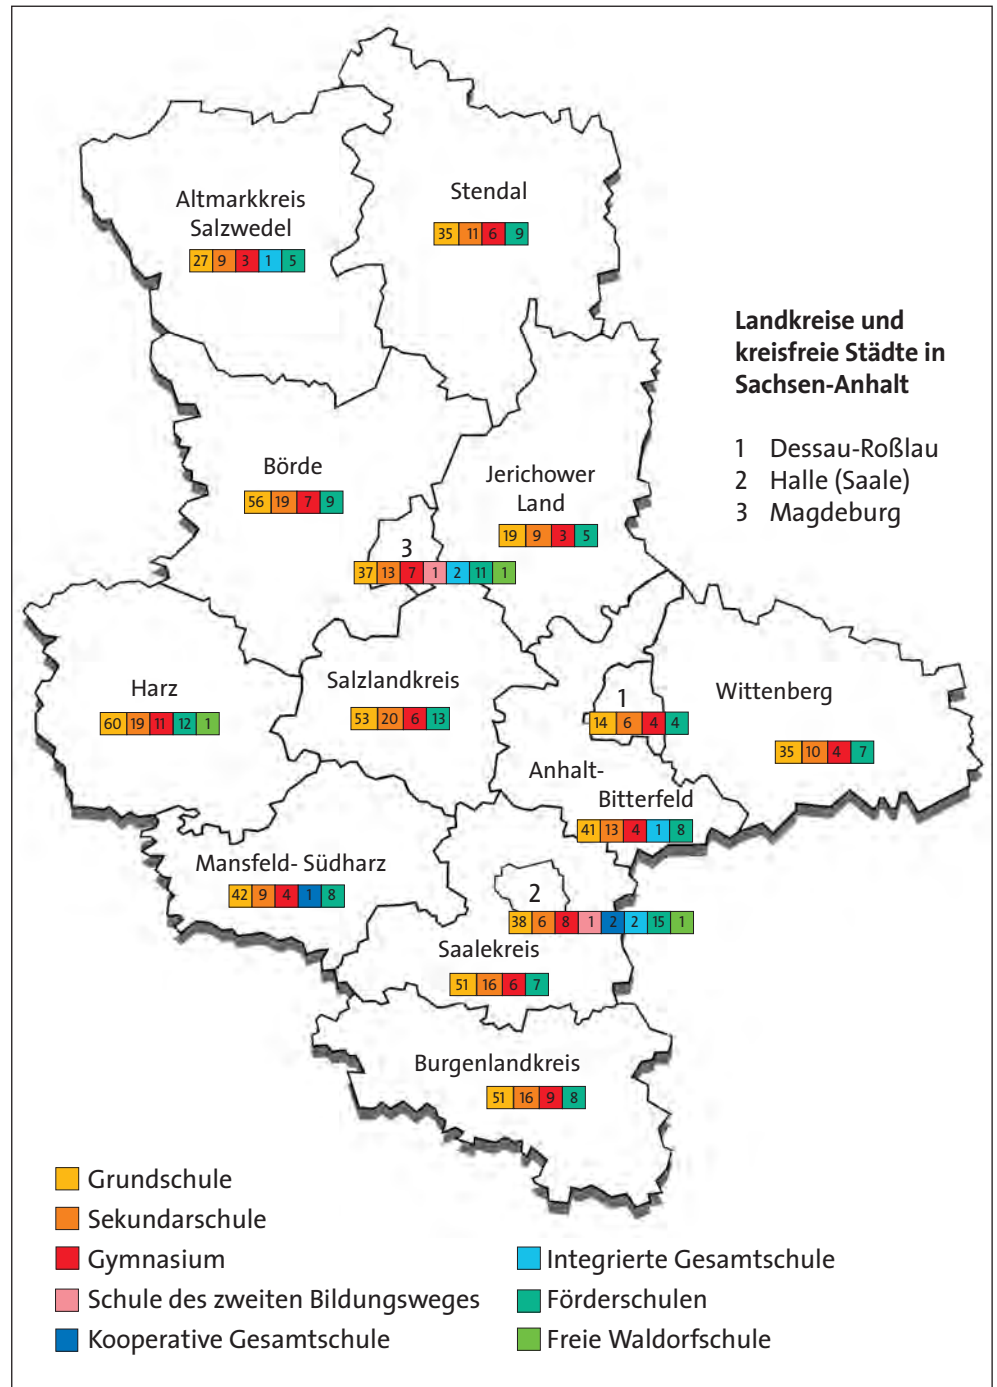 Altmarkkreis
Salzwedel
27 9 3 1 5
Stendal
35 11 6 9
Landkreise und
kreisfreie Städte in
Sachsen-Anhalt
1 Dessau-Roßlau
2 Halle (Saale)
3 Magdeburg
Börde
56 19 7 9
Jerichower
Land
19 9 3 5
3
37 13 7 1 2 11 1
Harz
60 19 11 12 1
Salzlandkreis
53 20 6 13
1
14 6 4 4
Wittenberg
35 10 4 7
Anhalt-
Bitterfeld
41 13 4 1 8
Mansfeld- Südharz
42 9 4 1 8
2
38 6 8 1 2 2 15 1
Saalekreis
51 16 6 7
Burgenlandkreis
51 16 9 8
Grundschule
Sekundarschule
Gymnasium
Schule des zweiten Bildungsweges
Kooperative Gesamtschule
Integrierte Gesamtschule
Förderschulen
Freie Waldorfschule